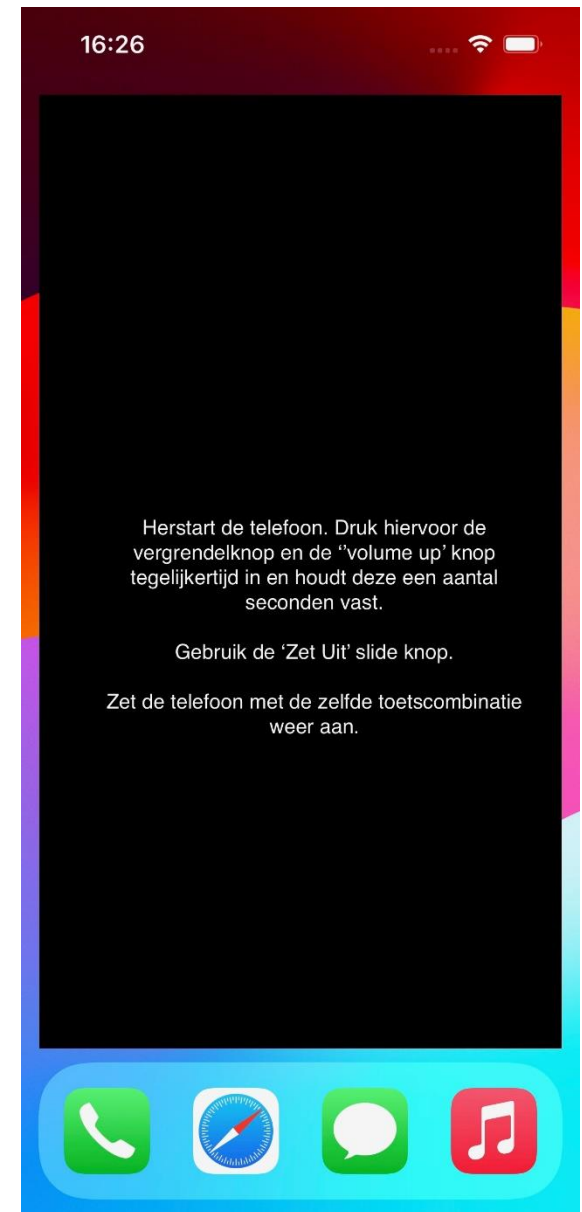 16:26
Herstart de telefoon. Druk hiervoor de
vergrendelknop en de ‘’volume up’ knop
tegelijkertijd in en houdt deze een aantal
seconden vast.
Gebruik de ‘Zet Uit’ slide knop.
Zet de telefoon met de zelfde toetscombinatie
weer aan.